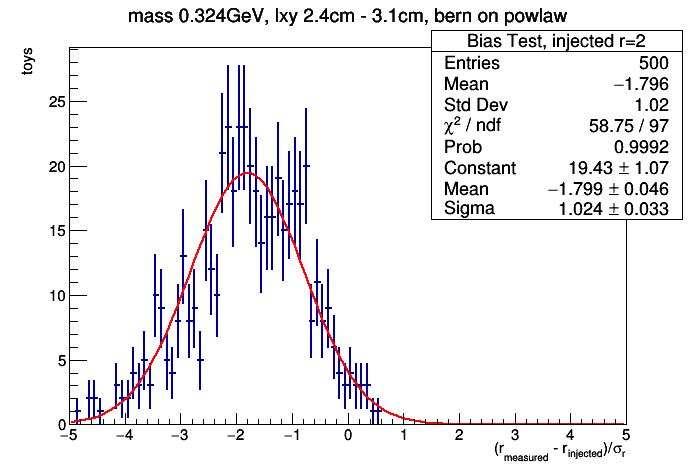 mass 0.324GeV, lxy 2.4cm - 3.1cm, bern on powlaw
Bias Test, injected r=2
Entries 500
Mean −1.796
Std Dev 1.02
χ² / ndf 58.75 / 97
Prob 0.9992
Constant 19.43 ± 1.07
Mean −1.799 ± 0.046
Sigma 1.024 ± 0.033
toys
25
20
15
10
5
0
−5 −4 −3 −2 −1 0 1 2 3 4 5
(r_measured - r_injected)/σ_r